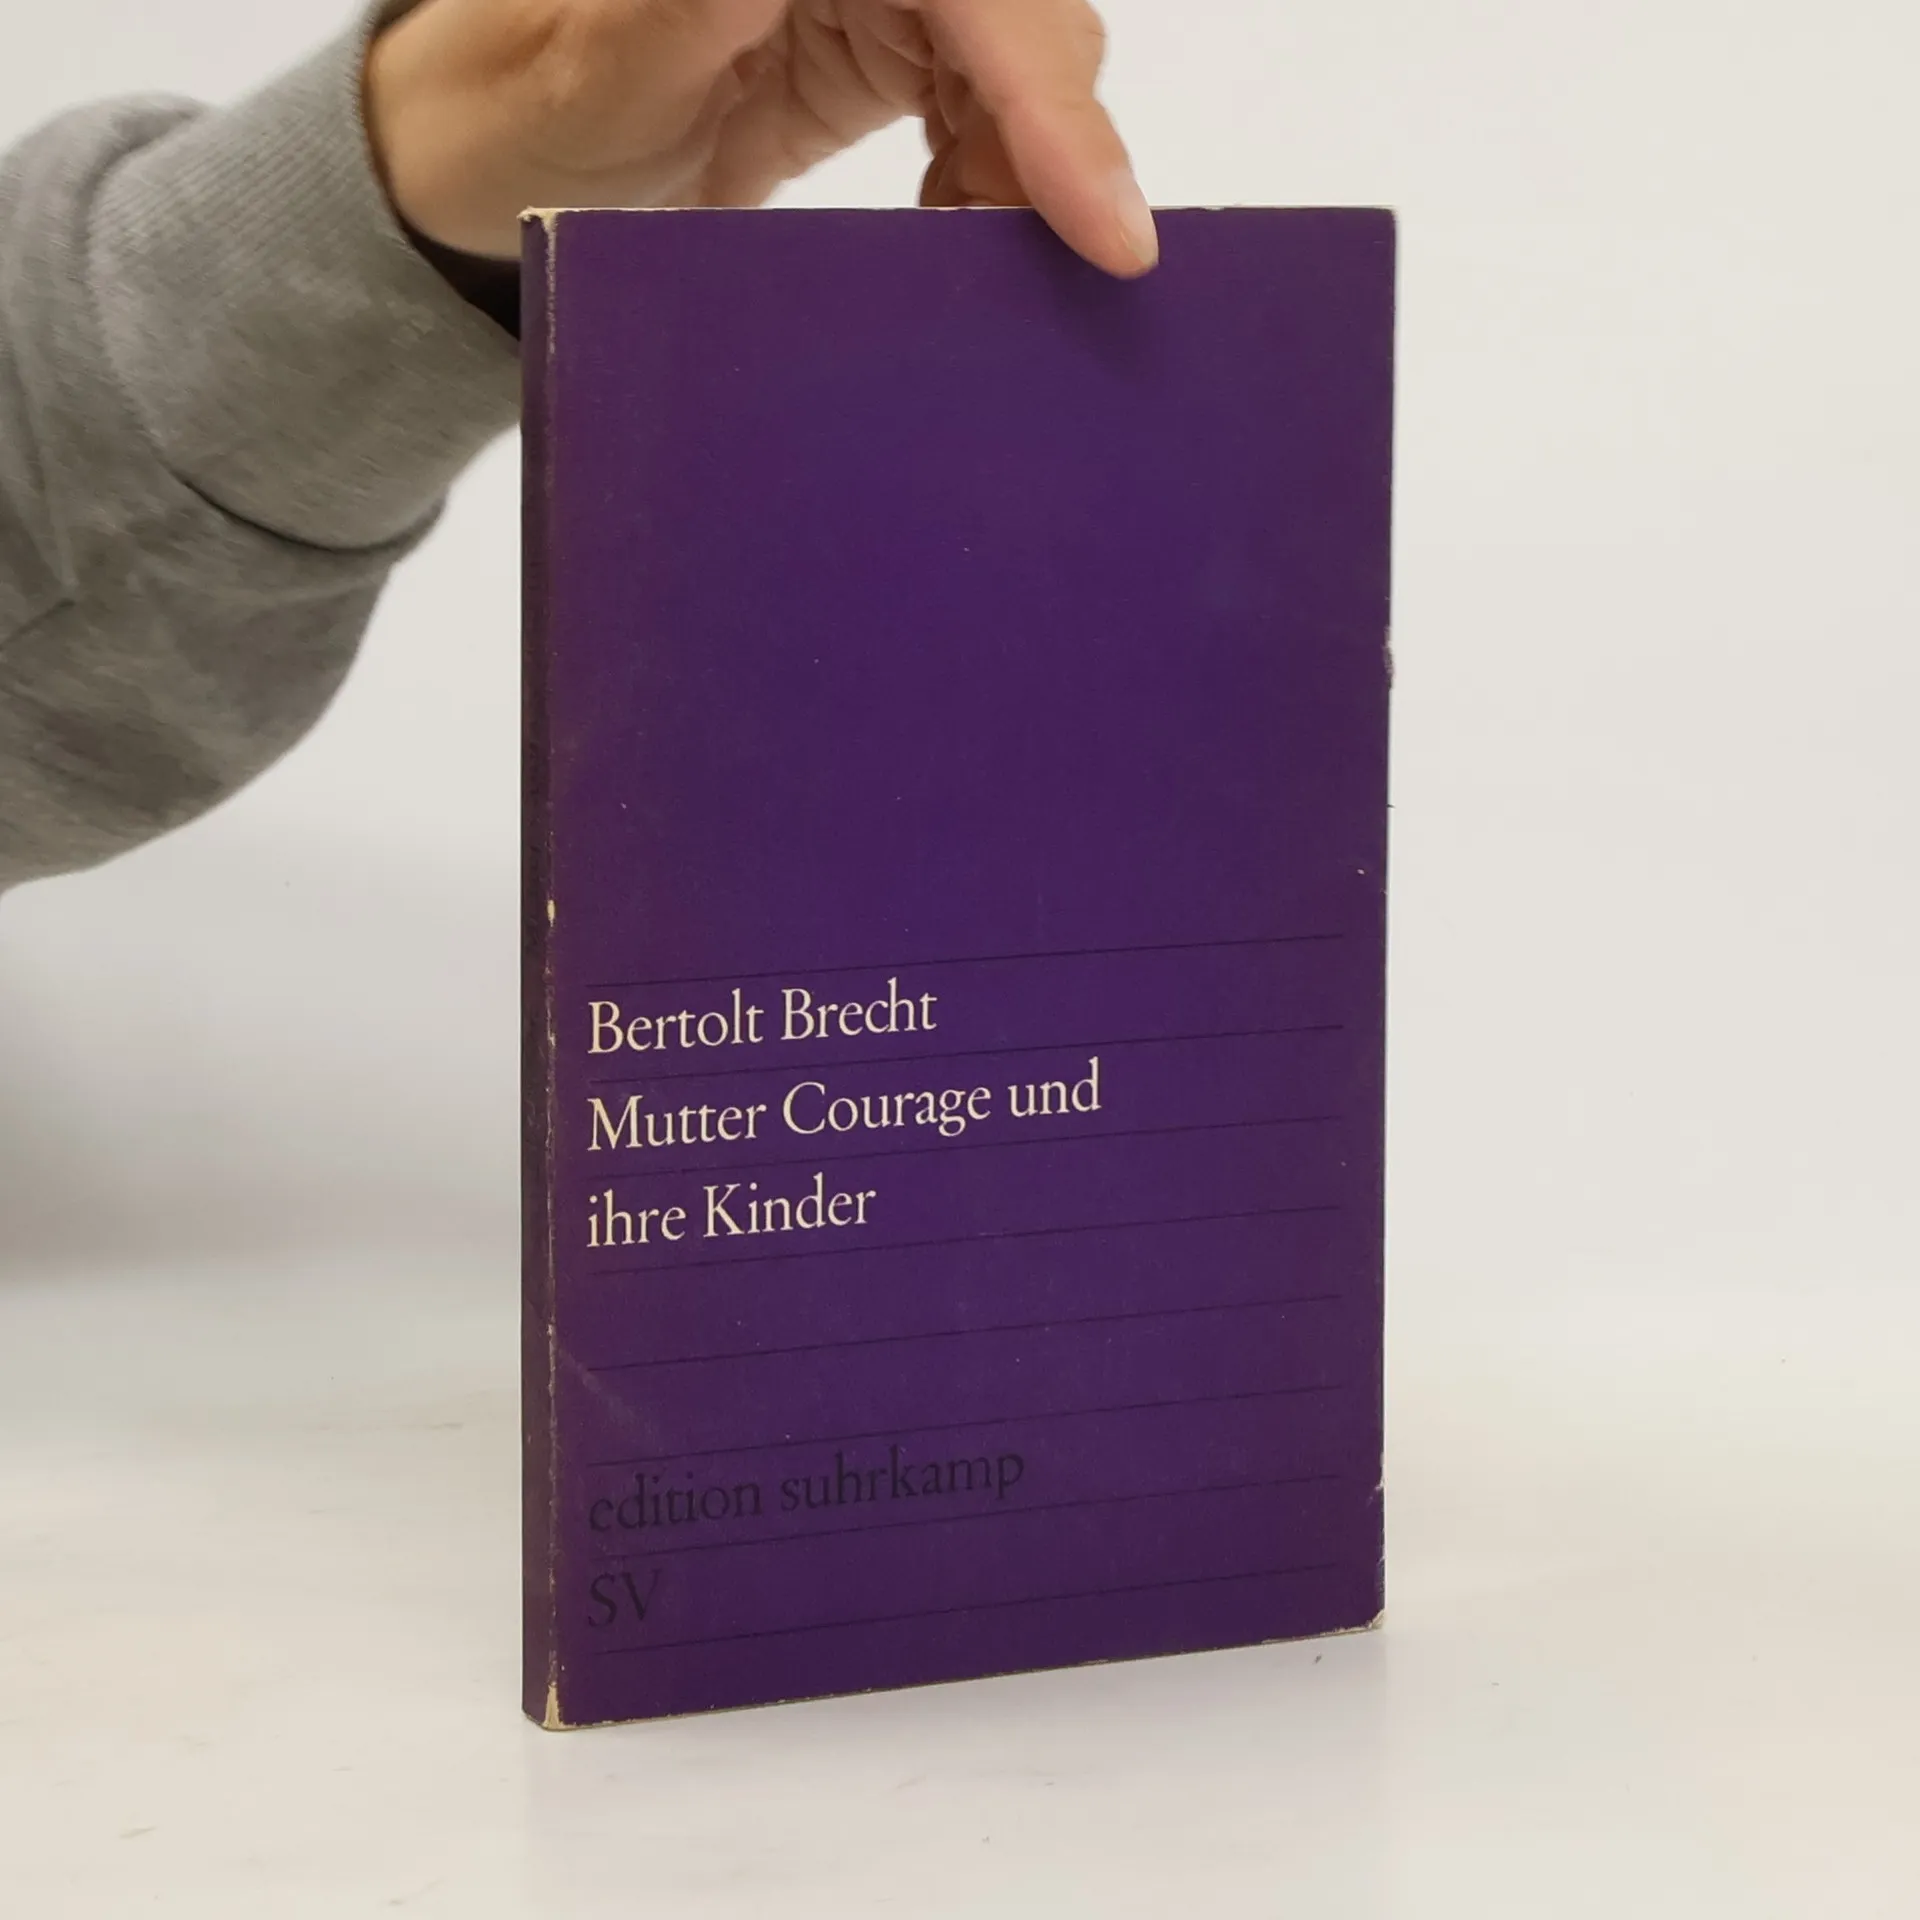 Bertolt Brecht
Mutter Courage und
ihre Kinder
edition suhrkamp
SV